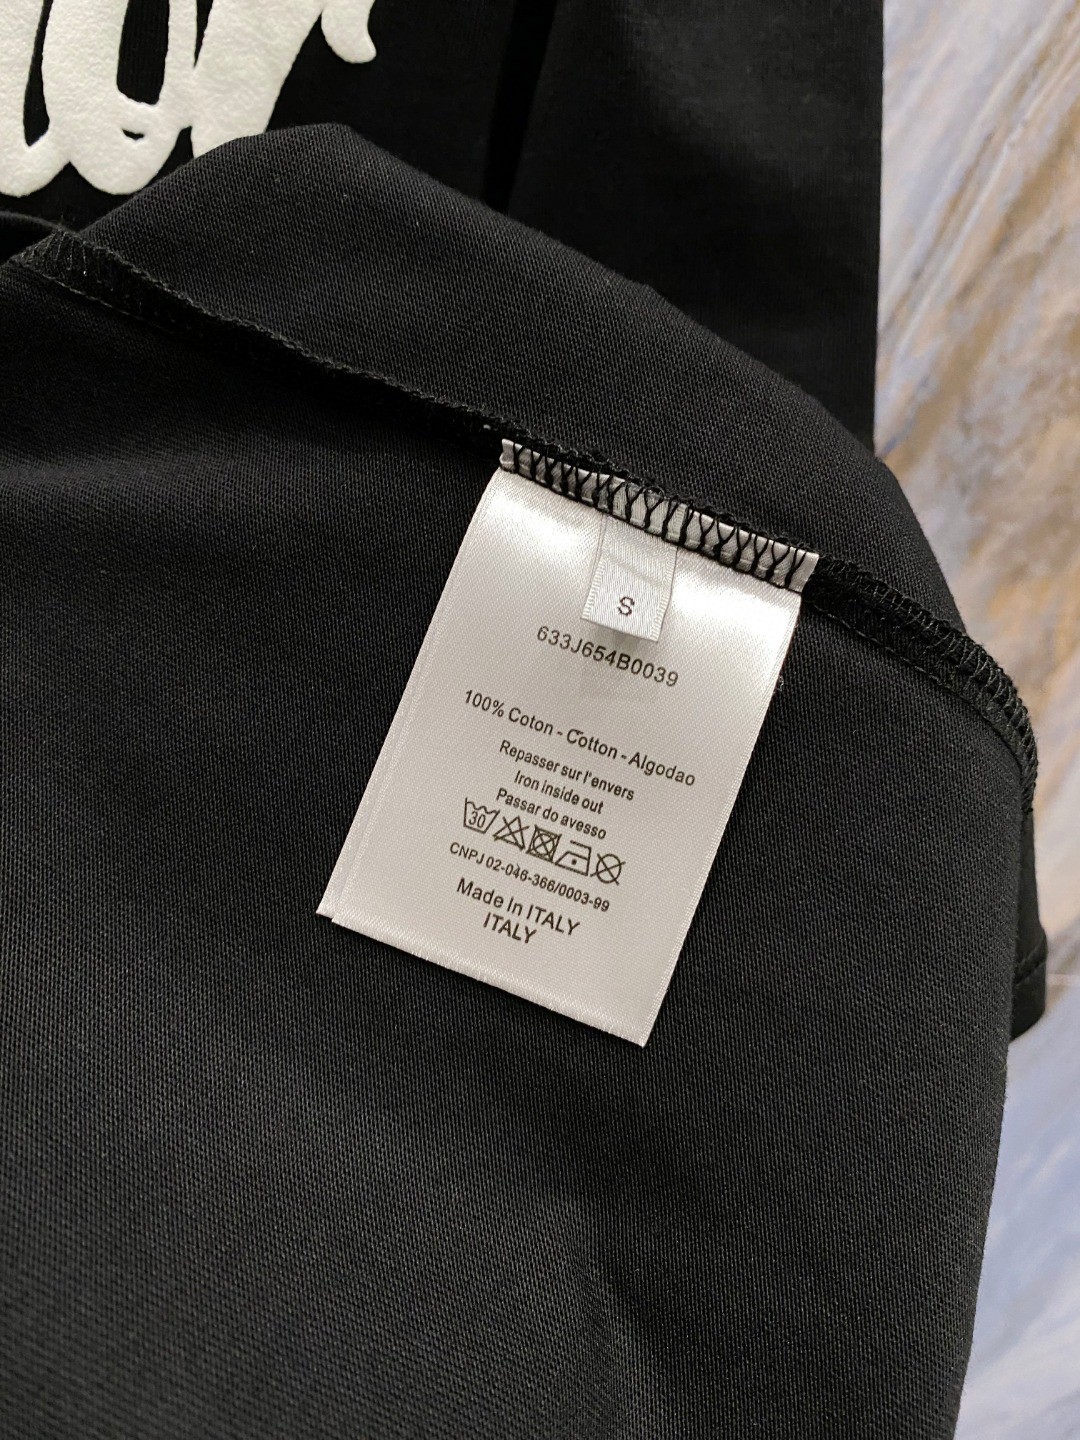 S
633J654B0039
100% Coton - Cotton - Algodao
Repasser sur l'envers
Iron inside out
Passar do avesso
30
CNPJ 02-046-366/0003-99
Made In ITALY
ITALY